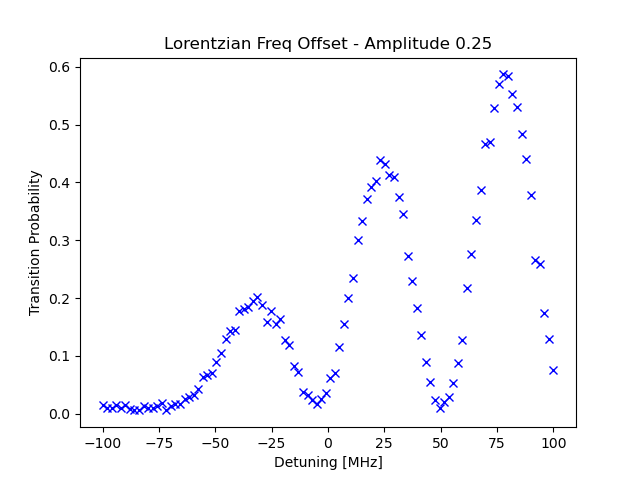 Lorentzian Freq Offset - Amplitude 0.25
0.6
0.5
0.4
0.3
0.2
0.1
0.0
Transition Probability
−100 −75 −50 −25 0 25 50 75 100
Detuning [MHz]